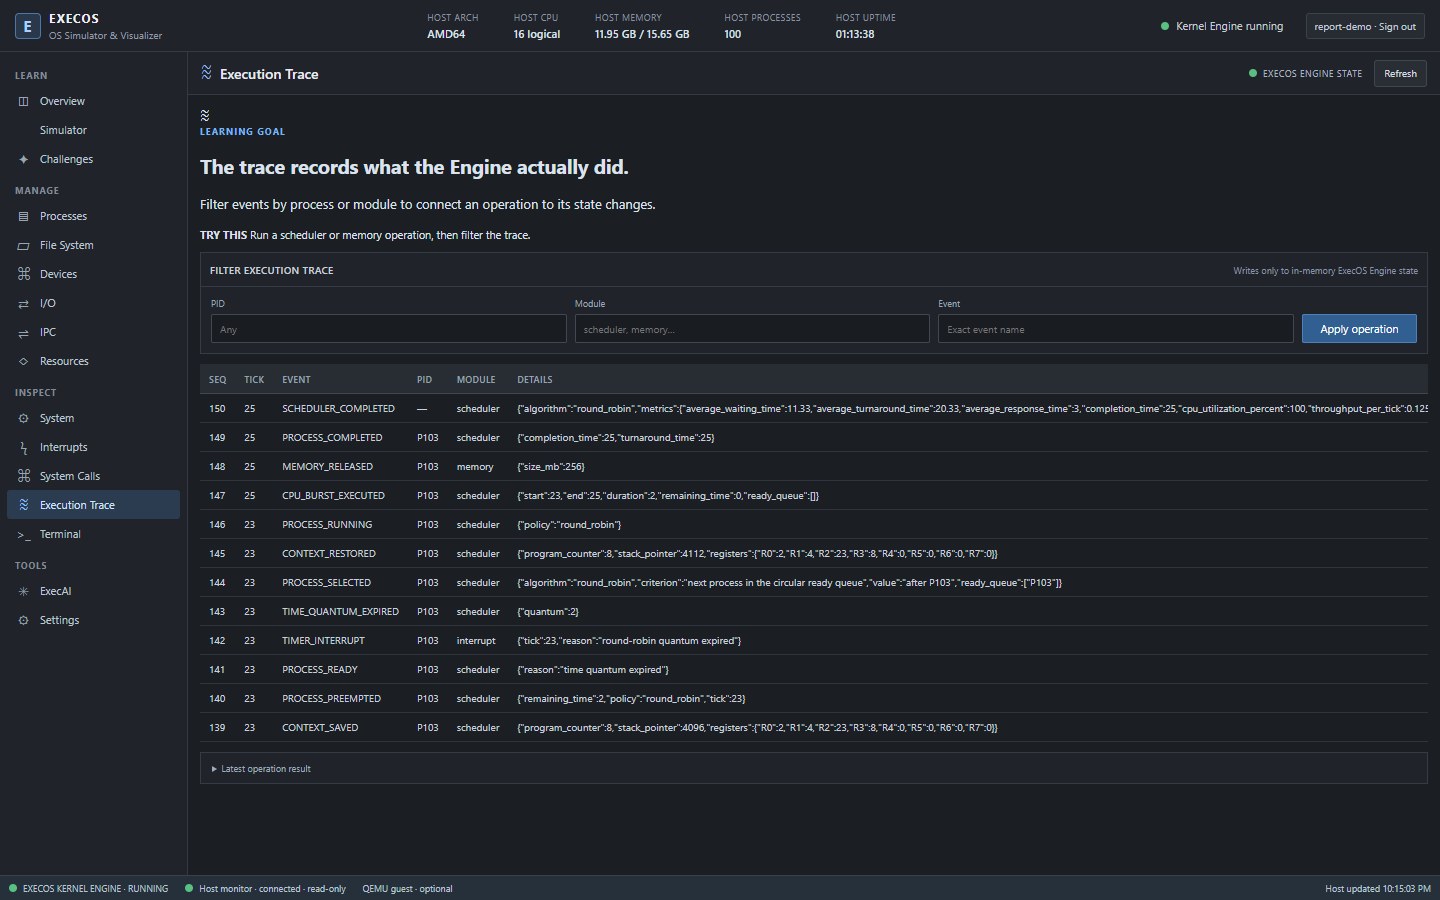 E
EXECOS
OS Simulator & Visualizer
HOST ARCH
AMD64
HOST CPU
16 logical
HOST MEMORY
11.95 GB / 15.65 GB
HOST PROCESSES
100
HOST UPTIME
01:13:38
Kernel Engine running
report-demo · Sign out
LEARN
Overview
Simulator
Challenges
MANAGE
Processes
File System
Devices
I/O
IPC
Resources
INSPECT
System
Interrupts
System Calls
Execution Trace
>_ Terminal
TOOLS
ExecAI
Settings
Execution Trace
EXECOS ENGINE STATE
Refresh
LEARNING GOAL
The trace records what the Engine actually did.
Filter events by process or module to connect an operation to its state changes.
TRY THIS Run a scheduler or memory operation, then filter the trace.
FILTER EXECUTION TRACE
Writes only to in-memory ExecOS Engine state
PID Module Event
Any scheduler, memory... Exact event name Apply operation
SEQ TICK EVENT PID MODULE DETAILS
150 25 SCHEDULER_COMPLETED — scheduler {"algorithm":"round_robin","metrics":{"average_waiting_time":11.33,"average_turnaround_time":20.33,"average_response_time":3,"completion_time":25,"cpu_utilization_percent":100,"throughput_per_tick":0.125
149 25 PROCESS_COMPLETED P103 scheduler {"completion_time":25,"turnaround_time":25}
148 25 MEMORY_RELEASED P103 memory {"size_mb":256}
147 25 CPU_BURST_EXECUTED P103 scheduler {"start":23,"end":25,"duration":2,"remaining_time":0,"ready_queue":[]}
146 23 PROCESS_RUNNING P103 scheduler {"policy":"round_robin"}
145 23 CONTEXT_RESTORED P103 scheduler {"program_counter":8,"stack_pointer":4112,"registers":{"R0":2,"R1":4,"R2":23,"R3":8,"R4":0,"R5":0,"R6":0,"R7":0}}
144 23 PROCESS_SELECTED P103 scheduler {"algorithm":"round_robin","criterion":"next process in the circular ready queue","value":"after P103","ready_queue":["P103"]}
143 23 TIME_QUANTUM_EXPIRED P103 scheduler {"quantum":2}
142 23 TIMER_INTERRUPT P103 interrupt {"tick":23,"reason":"round-robin quantum expired"}
141 23 PROCESS_READY P103 scheduler {"reason":"time quantum expired"}
140 23 PROCESS_PREEMPTED P103 scheduler {"remaining_time":2,"policy":"round_robin","tick":23}
139 23 CONTEXT_SAVED P103 scheduler {"program_counter":8,"stack_pointer":4096,"registers":{"R0":2,"R1":4,"R2":23,"R3":8,"R4":0,"R5":0,"R6":0,"R7":0}}
Latest operation result
EXECOS KERNEL ENGINE · RUNNING Host monitor · connected · read-only QEMU guest · optional Host updated 10:15:03 PM